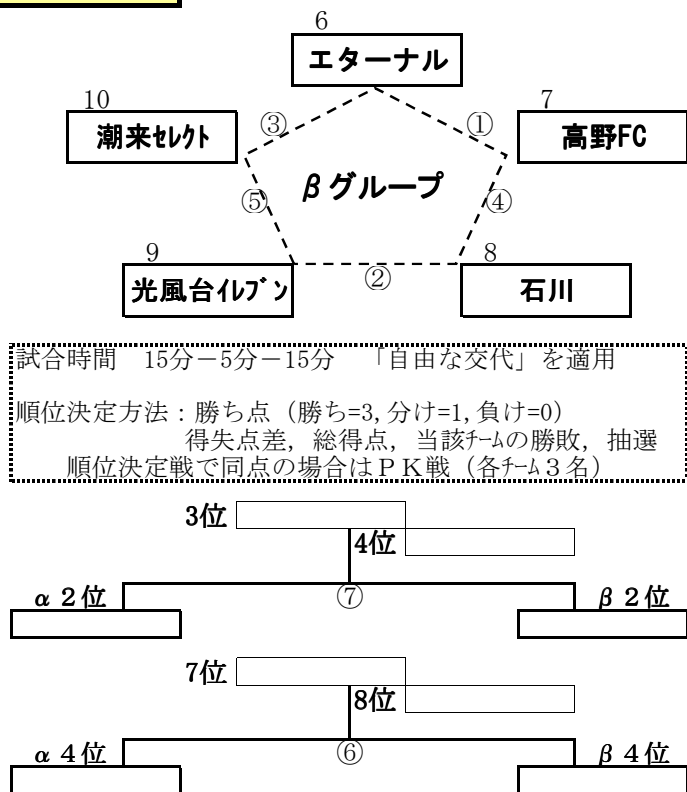 6
エターナル
10
7
潮来ｾﾚｸﾄ
③
①
高野FC
βグループ
⑤
④
9
8
②
光風台ｲﾚﾌﾞﾝ
石川
試合時間　15分－5分－15分　「自由な交代」を適用
順位決定方法：勝ち点（勝ち=3,分け=1,負け=0）
得失点差，総得点，当該ﾁｰﾑの勝敗，抽選
順位決定戦で同点の場合はＰＫ戦（各ﾁｰﾑ３名）
3位
4位
α２位
⑦
β２位
7位
8位
α４位
⑥
β４位